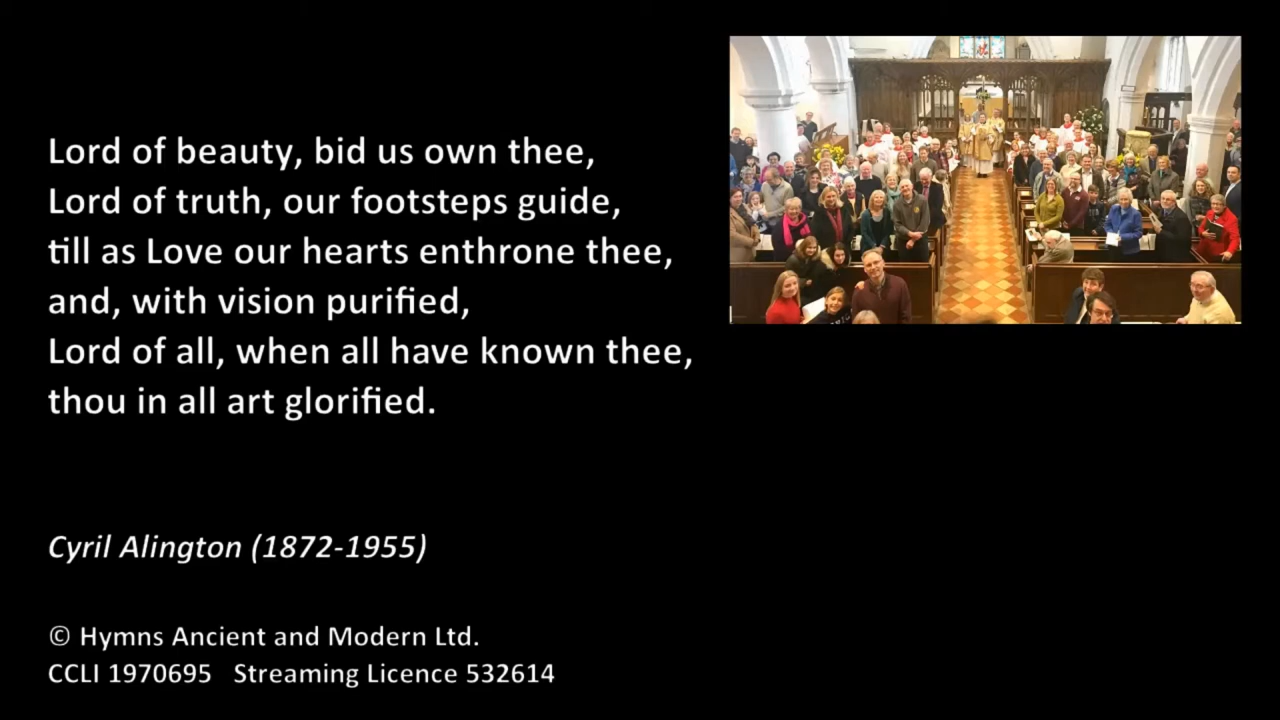 Lord of beauty, bid us own thee,
Lord of truth, our footsteps guide,
till as Love our hearts enthrone thee,
and, with vision purified,
Lord of all, when all have known thee,
thou in all art glorified.
Cyril Alington (1872-1955)
© Hymns Ancient and Modern Ltd.
CCLI 1970695 Streaming Licence 532614